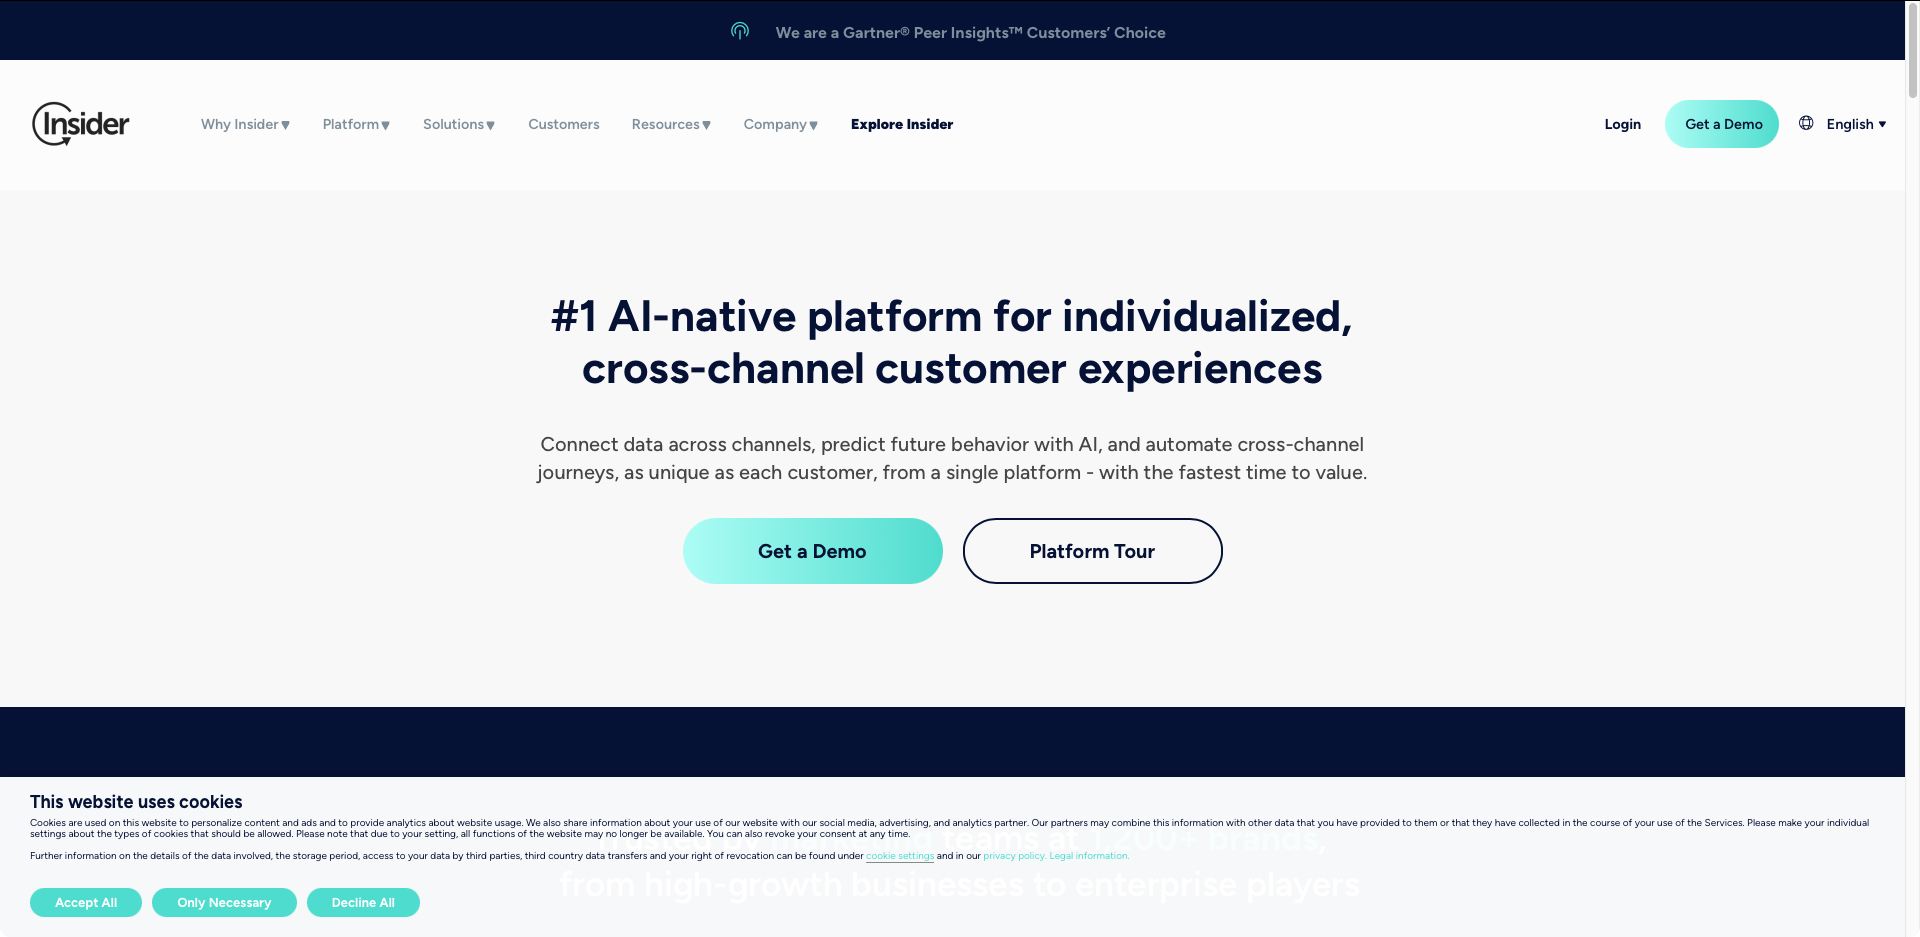 We are a Gartner® Peer Insights™ Customers’ Choice
Insider
Why Insider
Platform
Solutions
Customers
Resources
Company
Explore Insider
Login
Get a Demo
English
#1 AI-native platform for individualized,
cross-channel customer experiences
Connect data across channels, predict future behavior with AI, and automate cross-channel
journeys, as unique as each customer, from a single platform - with the fastest time to value.
Get a Demo
Platform Tour
This website uses cookies
Cookies are used on this website to personalize content and ads and to provide analytics about website usage. We also share information about your use of our website with our social media, advertising, and analytics partner. Our partners may combine this information with other data that you have provided to them or that they have collected in the course of your use of the Services. Please make your individual
settings about the types of cookies that should be allowed. Please note that due to your setting, all functions of the website may no longer be available. You can also revoke your consent at any time.
Trusted by marketing teams at 1,200+ brands,
Further information on the details of the data involved, the storage period, access to your data by third parties, third country data transfers and your right of revocation can be found under cookie settings and in our privacy policy. Legal information.
from high-growth businesses to enterprise players
Accept All
Only Necessary
Decline All